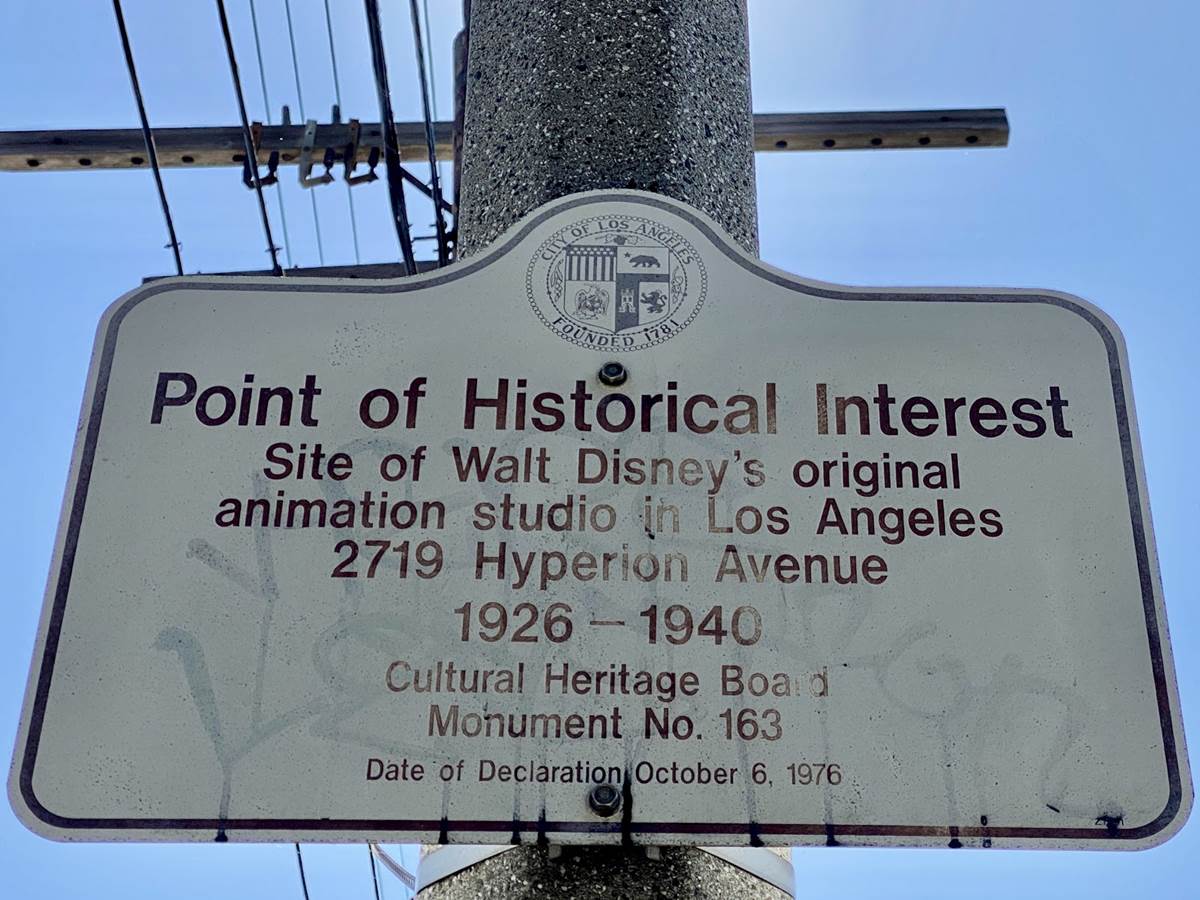 CITY OF LOS ANGELES
FOUNDED 1781
Point of Historical Interest
Site of Walt Disney's original
animation studio in Los Angeles
2719 Hyperion Avenue
1926 – 1940
Cultural Heritage Board
Monument No. 163
Date of Declaration October 6, 1976